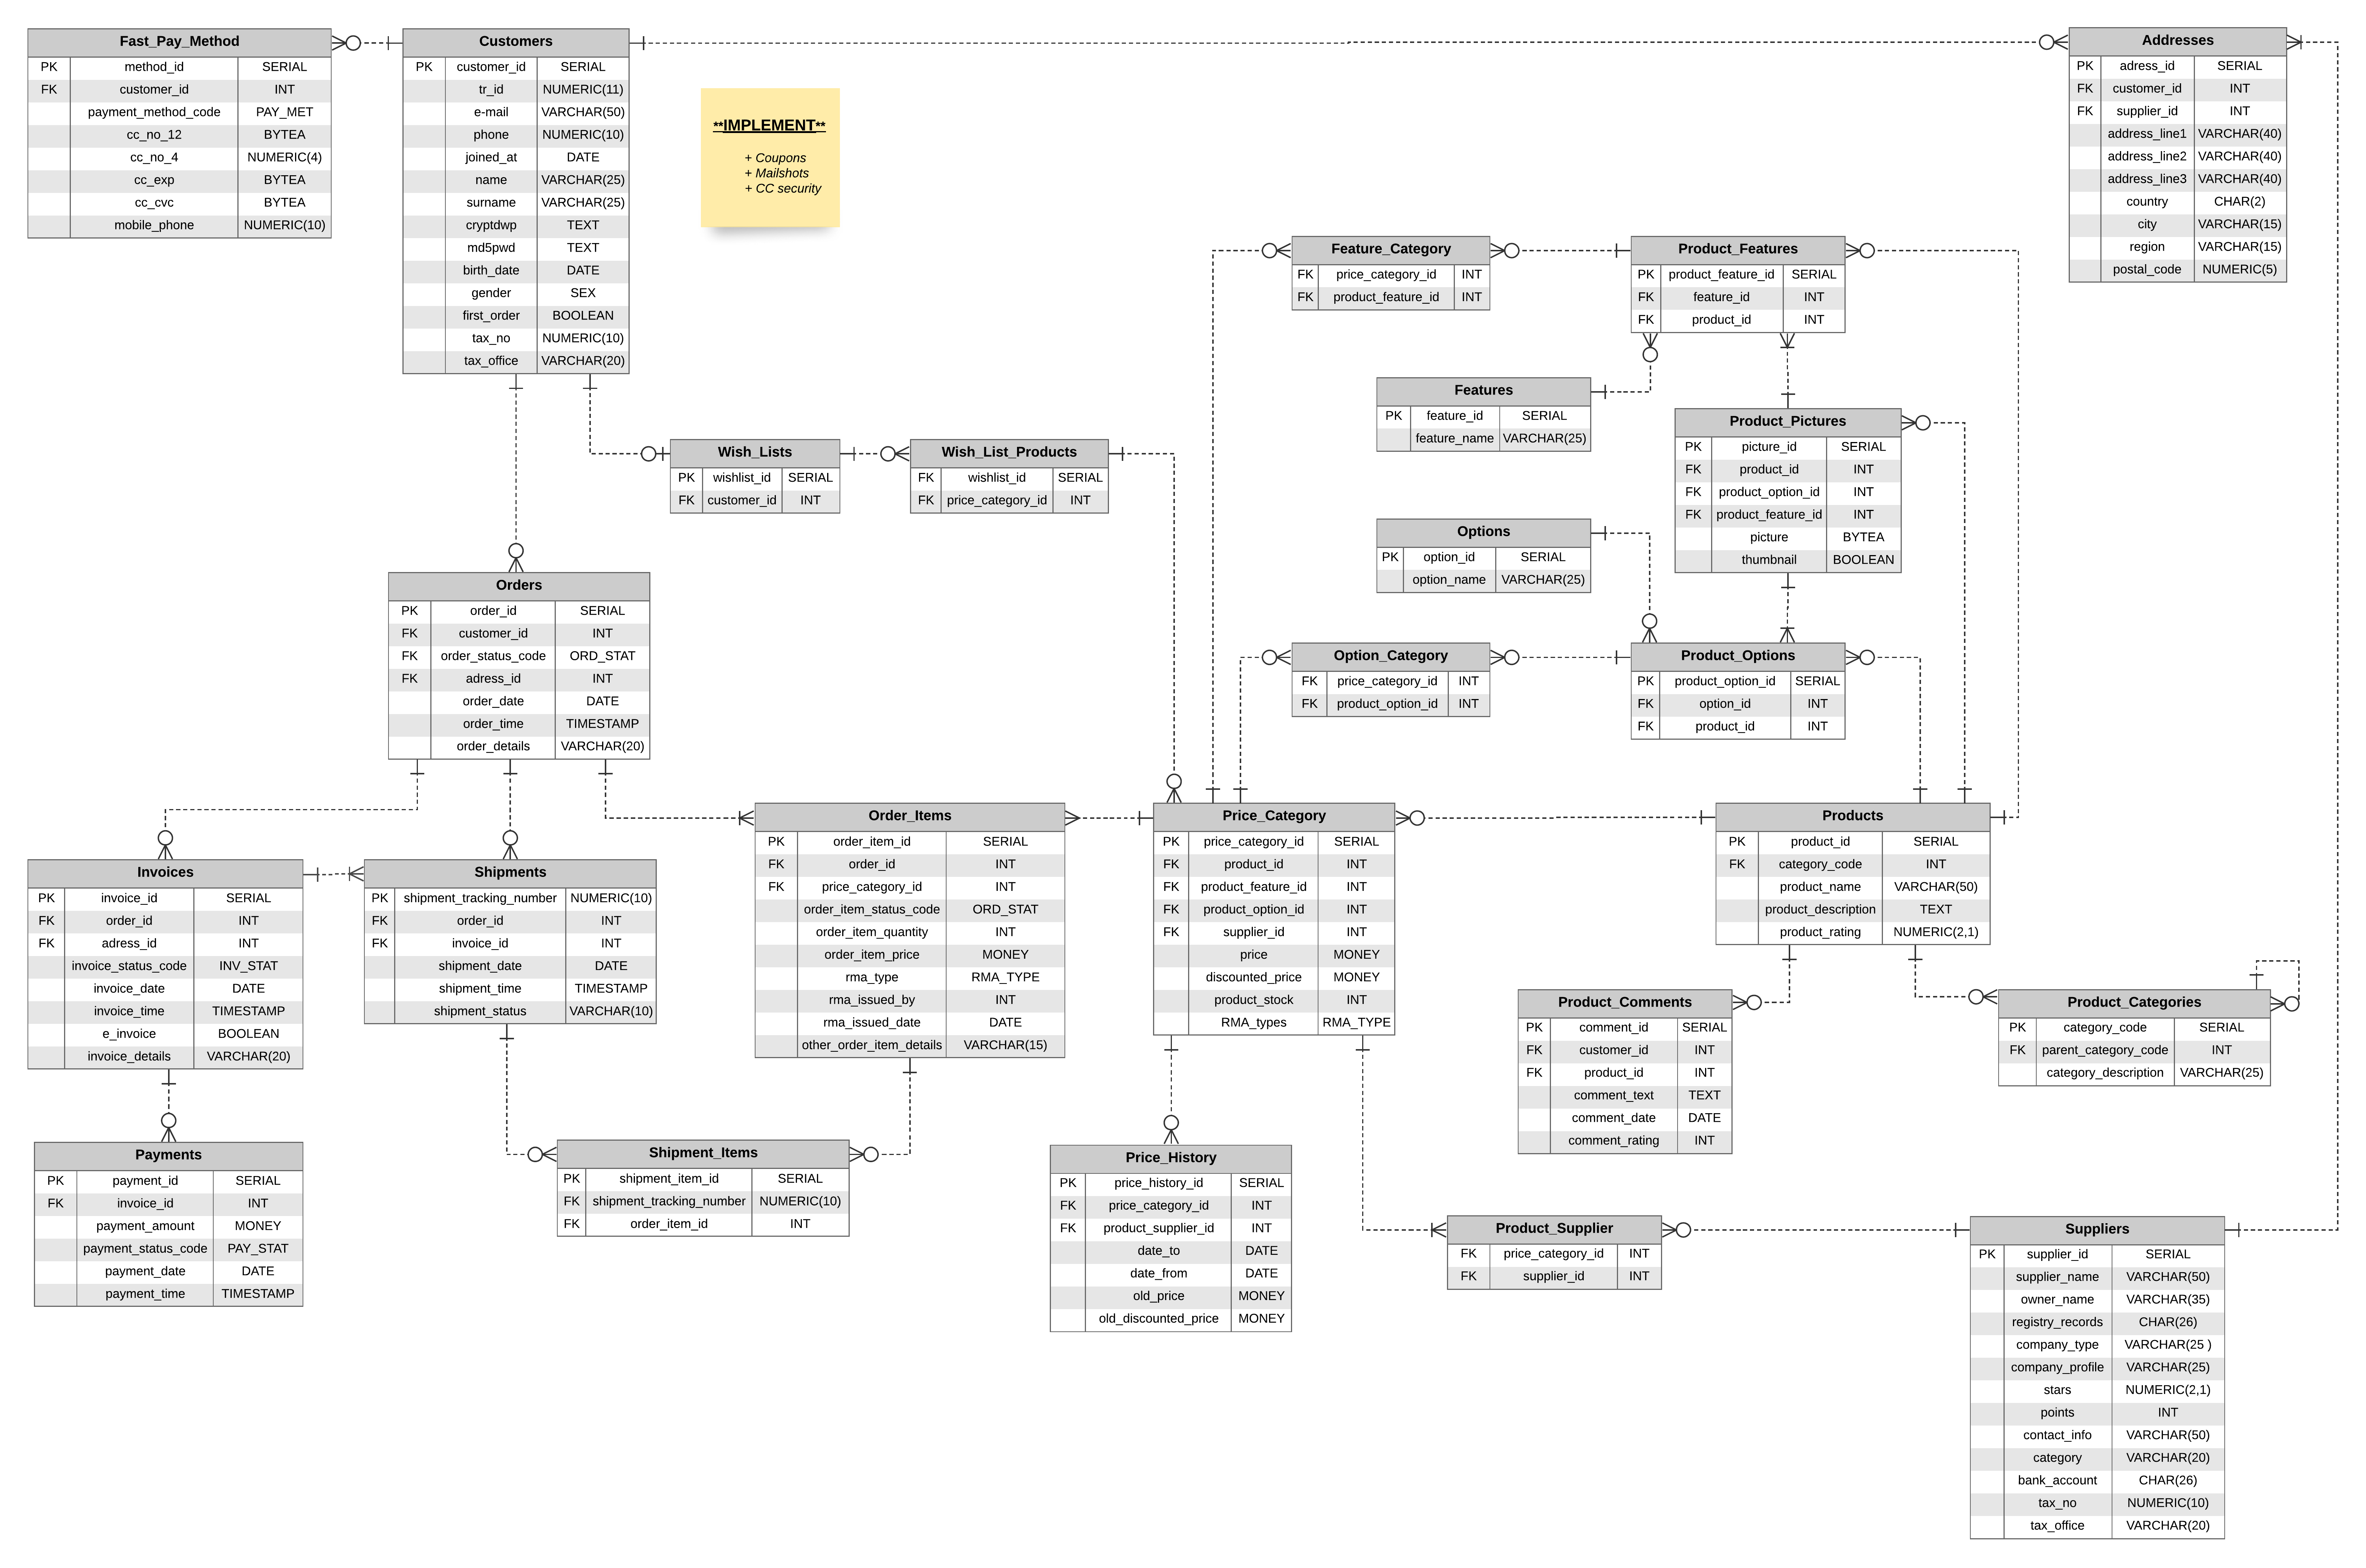 Fast_Pay_Method
PK method_id SERIAL
FK customer_id INT
payment_method_code PAY_MET
cc_no_12 BYTEA
cc_no_4 NUMERIC(4)
cc_exp BYTEA
cc_cvc BYTEA
mobile_phone NUMERIC(10)
Customers
PK customer_id SERIAL
tr_id NUMERIC(11)
e-mail VARCHAR(50)
phone NUMERIC(10)
joined_at DATE
name VARCHAR(25)
surname VARCHAR(25)
cryptdwp TEXT
md5pwd TEXT
birth_date DATE
gender SEX
first_order BOOLEAN
tax_no NUMERIC(10)
tax_office VARCHAR(20)
**IMPLEMENT**
+ Coupons
+ Mailshots
+ CC security
Addresses
PK adress_id SERIAL
FK customer_id INT
FK supplier_id INT
address_line1 VARCHAR(40)
address_line2 VARCHAR(40)
address_line3 VARCHAR(40)
country CHAR(2)
city VARCHAR(15)
region VARCHAR(15)
postal_code NUMERIC(5)
Feature_Category
FK price_category_id INT
FK product_feature_id INT
Product_Features
PK product_feature_id SERIAL
FK feature_id INT
FK product_id INT
Features
PK feature_id SERIAL
feature_name VARCHAR(25)
Product_Pictures
PK picture_id SERIAL
FK product_id INT
FK product_option_id INT
FK product_feature_id INT
picture BYTEA
thumbnail BOOLEAN
Wish_Lists
PK wishlist_id SERIAL
FK customer_id INT
Wish_List_Products
FK wishlist_id SERIAL
FK price_category_id INT
Options
PK option_id SERIAL
option_name VARCHAR(25)
Orders
PK order_id SERIAL
FK customer_id INT
FK order_status_code ORD_STAT
FK adress_id INT
order_date DATE
order_time TIMESTAMP
order_details VARCHAR(20)
Option_Category
FK price_category_id INT
FK product_option_id INT
Product_Options
PK product_option_id SERIAL
FK option_id INT
FK product_id INT
Invoices
PK invoice_id SERIAL
FK order_id INT
FK adress_id INT
invoice_status_code INV_STAT
invoice_date DATE
invoice_time TIMESTAMP
e_invoice BOOLEAN
invoice_details VARCHAR(20)
Shipments
PK shipment_tracking_number NUMERIC(10)
FK order_id INT
FK invoice_id INT
shipment_date DATE
shipment_time TIMESTAMP
shipment_status VARCHAR(10)
Order_Items
PK order_item_id SERIAL
FK order_id INT
FK price_category_id INT
order_item_status_code ORD_STAT
order_item_quantity INT
order_item_price MONEY
rma_type RMA_TYPE
rma_issued_by INT
rma_issued_date DATE
other_order_item_details VARCHAR(15)
Price_Category
PK price_category_id SERIAL
FK product_id INT
FK product_feature_id INT
FK product_option_id INT
FK supplier_id INT
price MONEY
discounted_price MONEY
product_stock INT
RMA_types RMA_TYPE
Products
PK product_id SERIAL
FK category_code INT
product_name VARCHAR(50)
product_description TEXT
product_rating NUMERIC(2,1)
Product_Comments
PK comment_id SERIAL
FK customer_id INT
FK product_id INT
comment_text TEXT
comment_date DATE
comment_rating INT
Product_Categories
PK category_code SERIAL
FK parent_category_code INT
category_description VARCHAR(25)
Payments
PK payment_id SERIAL
FK invoice_id INT
payment_amount MONEY
payment_status_code PAY_STAT
payment_date DATE
payment_time TIMESTAMP
Shipment_Items
PK shipment_item_id SERIAL
FK shipment_tracking_number NUMERIC(10)
FK order_item_id INT
Price_History
PK price_history_id SERIAL
FK price_category_id INT
FK product_supplier_id INT
date_to DATE
date_from DATE
old_price MONEY
old_discounted_price MONEY
Product_Supplier
FK price_category_id INT
FK supplier_id INT
Suppliers
PK supplier_id SERIAL
supplier_name VARCHAR(50)
owner_name VARCHAR(35)
registry_records CHAR(26)
company_type VARCHAR(25 )
company_profile VARCHAR(25)
stars NUMERIC(2,1)
points INT
contact_info VARCHAR(50)
category VARCHAR(20)
bank_account CHAR(26)
tax_no NUMERIC(10)
tax_office VARCHAR(20)